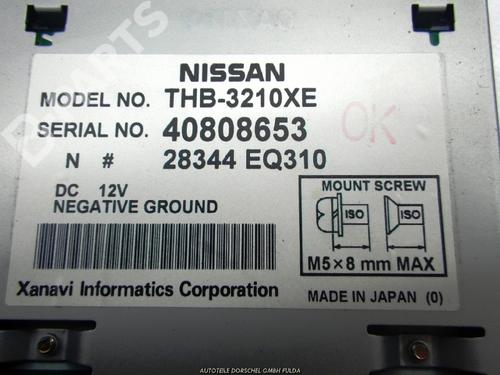 NISSAN
MODEL NO. THB-3210XE
SERIAL NO. 40808653
OK
N # 28344 EQ310
DC 12V
NEGATIVE GROUND
MOUNT SCREW
ISO ISO
M5×8 mm MAX
Xanavi Informatics Corporation
MADE IN JAPAN (0)
AUTOTEILE DORSCHEL GMBH FULDA